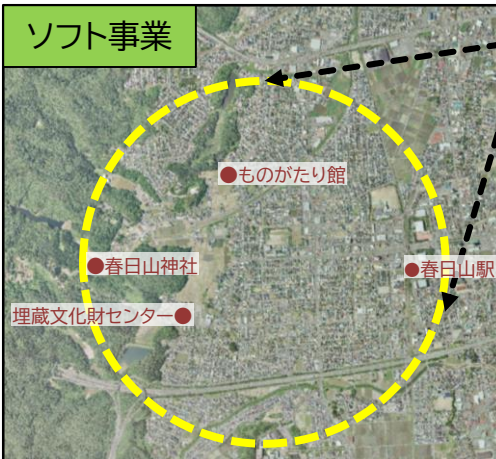 ソフト事業
●ものがたり館
●春日山神社
●春日山駅
埋蔵文化財センター●